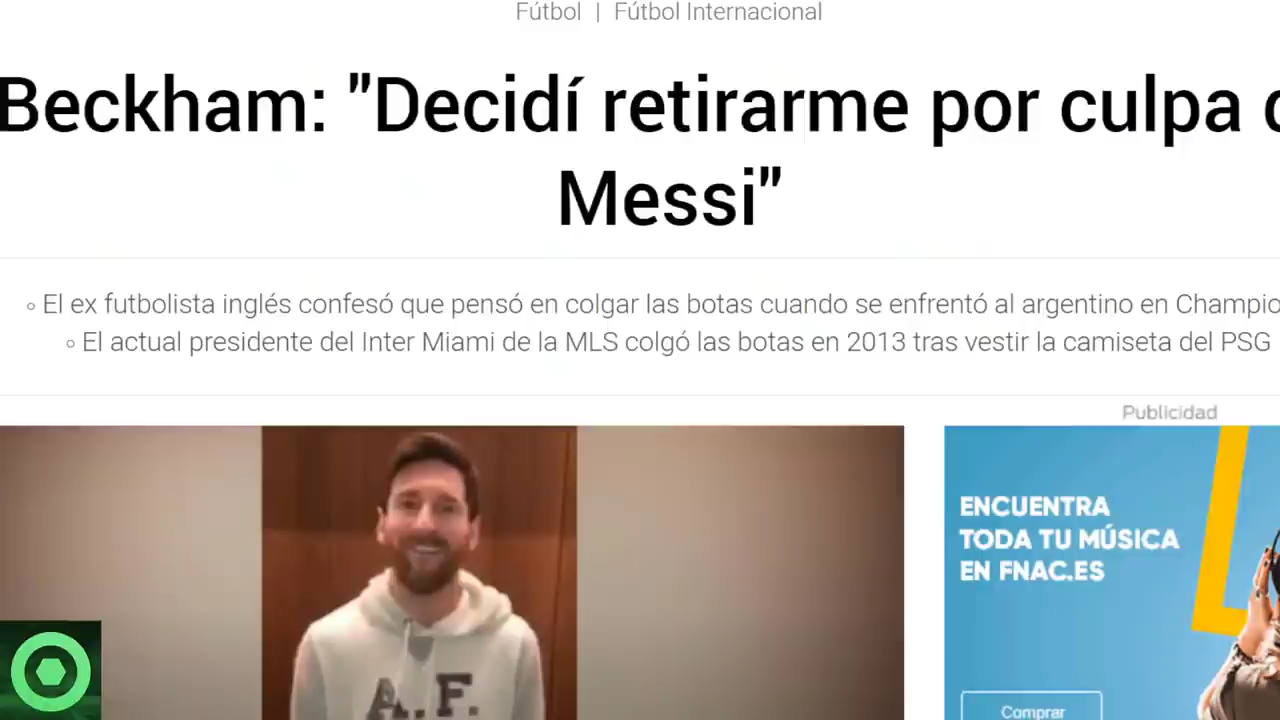 Fútbol | Fútbol Internacional
Beckham: "Decidí retirarme por culpa
Messi"
◦ El ex futbolista inglés confesó que pensó en colgar las botas cuando se enfrentó al argentino en Champio
◦ El actual presidente del Inter Miami de la MLS colgó las botas en 2013 tras vestir la camiseta del PSG
Publicidad
ENCUENTRA
TODA TU MÚSICA
EN FNAC.ES
A.F.
Comprar